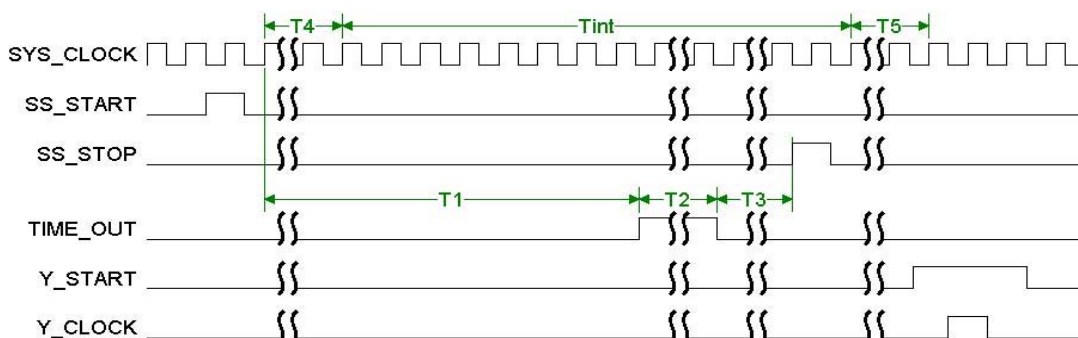 T4 Tint T5
SYS_CLOCK
SS_START
SS_STOP
T1 T2 T3
TIME_OUT
Y_START
Y_CLOCK